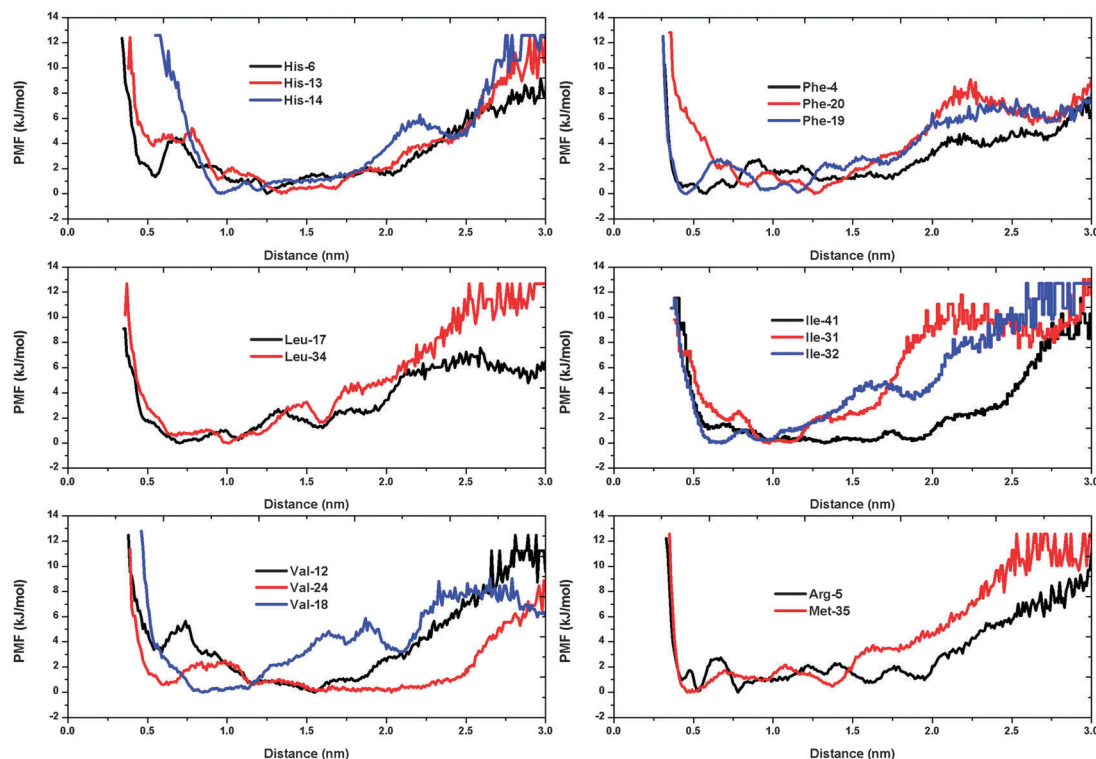 PMF (kJ/mol)
14
12
10
8
6
4
2
0
-2
His-6
His-13
His-14
0.0 0.5 1.0 1.5 2.0 2.5 3.0
Distance (nm)
PMF (kJ/mol)
14
12
10
8
6
4
2
0
-2
Phe-4
Phe-20
Phe-19
0.0 0.5 1.0 1.5 2.0 2.5 3.0
Distance (nm)
PMF (kJ/mol)
14
12
10
8
6
4
2
0
-2
Leu-17
Leu-34
0.0 0.5 1.0 1.5 2.0 2.5 3.0
Distance (nm)
PMF (kJ/mol)
14
12
10
8
6
4
2
0
-2
Ile-41
Ile-31
Ile-32
0.0 0.5 1.0 1.5 2.0 2.5 3.0
Distance (nm)
PMF (kJ/mol)
14
12
10
8
6
4
2
0
-2
Val-12
Val-24
Val-18
0.0 0.5 1.0 1.5 2.0 2.5 3.0
Distance (nm)
PMF (kJ/mol)
14
12
10
8
6
4
2
0
-2
Arg-5
Met-35
0.0 0.5 1.0 1.5 2.0 2.5 3.0
Distance (nm)